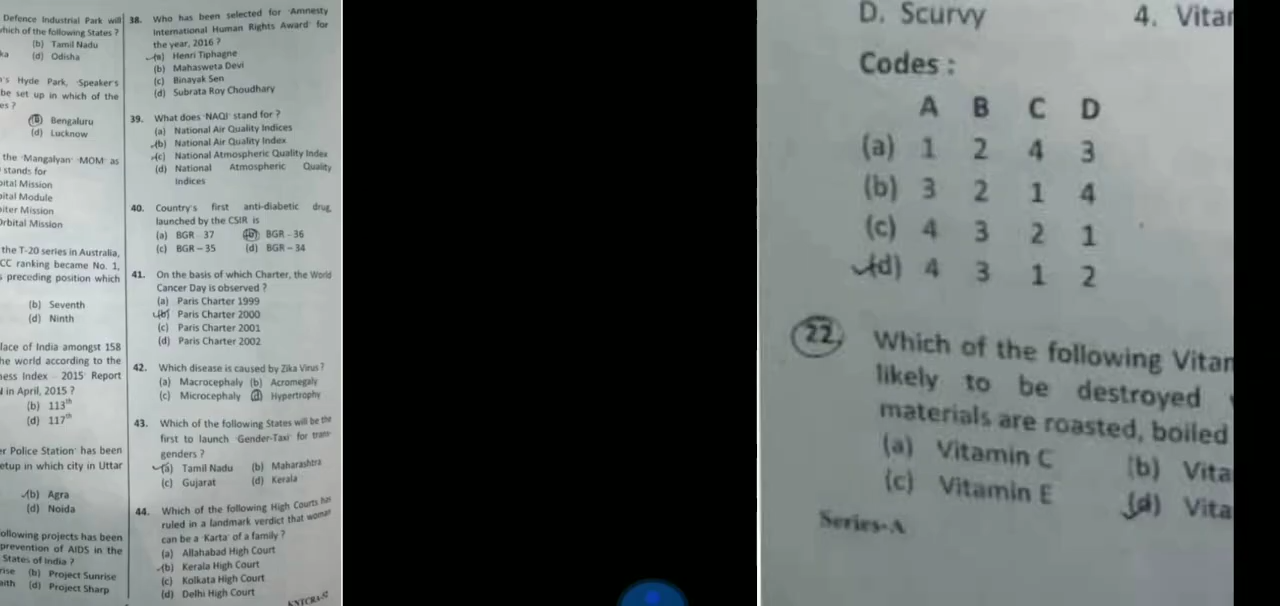 Defence Industrial Park will
which of the following States ?
(b) Tamil Nadu
ka (d) Odisha
's Hyde Park, 'Speaker's
be set up in which of the
es ?
(b) Bengaluru
(d) Lucknow
the 'Mangalyan' 'MOM' as
stands for
bital Mission
bital Module
biter Mission
Orbital Mission
the T-20 series in Australia,
CC ranking became No. 1,
preceding position which
(b) Seventh
(d) Ninth
lace of India amongst 158
he world according to the
ness Index - 2015' Report
in April, 2015 ?
(b) 113th
(d) 117th
er Police Station' has been
etup in which city in Uttar
(b) Agra
(d) Noida
ollowing projects has been
prevention of AIDS in the
States of India ?
rise (b) Project Sunrise
aith (d) Project Sharp
38. Who has been selected for 'Amnesty
International Human Rights Award' for
the year, 2016 ?
(a) Henri Tiphagne
(b) Mahasweta Devi
(c) Binayak Sen
(d) Subrata Roy Choudhary
39. What does 'NAQI' stand for ?
(a) National Air Quality Indices
(b) National Air Quality Index
(c) National Atmospheric Quality Index
(d) National Atmospheric Quality
Indices
40. Country's first anti-diabetic drug
launched by the CSIR is
(a) BGR - 37 (b) BGR - 36
(c) BGR - 35 (d) BGR - 34
41. On the basis of which Charter, the World
Cancer Day is observed ?
(a) Paris Charter 1999
(b) Paris Charter 2000
(c) Paris Charter 2001
(d) Paris Charter 2002
42. Which disease is caused by Zika Virus ?
(a) Macrocephaly (b) Acromegaly
(c) Microcephaly (d) Hypertrophy
43. Which of the following States will be the
first to launch 'Gender-Taxi' for trans-
genders ?
(a) Tamil Nadu (b) Maharashtra
(c) Gujarat (d) Kerala
44. Which of the following High Courts has
ruled in a landmark verdict that woman
can be a 'Karta' of a family ?
(a) Allahabad High Court
(b) Kerala High Court
(c) Kolkata High Court
(d) Delhi High Court
D. Scurvy 4. Vitar
Codes :
A B C D
(a) 1 2 4 3
(b) 3 2 1 4
(c) 4 3 2 1
(d) 4 3 1 2
22. Which of the following Vitar
likely to be destroyed
materials are roasted, boiled
(a) Vitamin C (b) Vita
(c) Vitamin E (d) Vita
Series-A